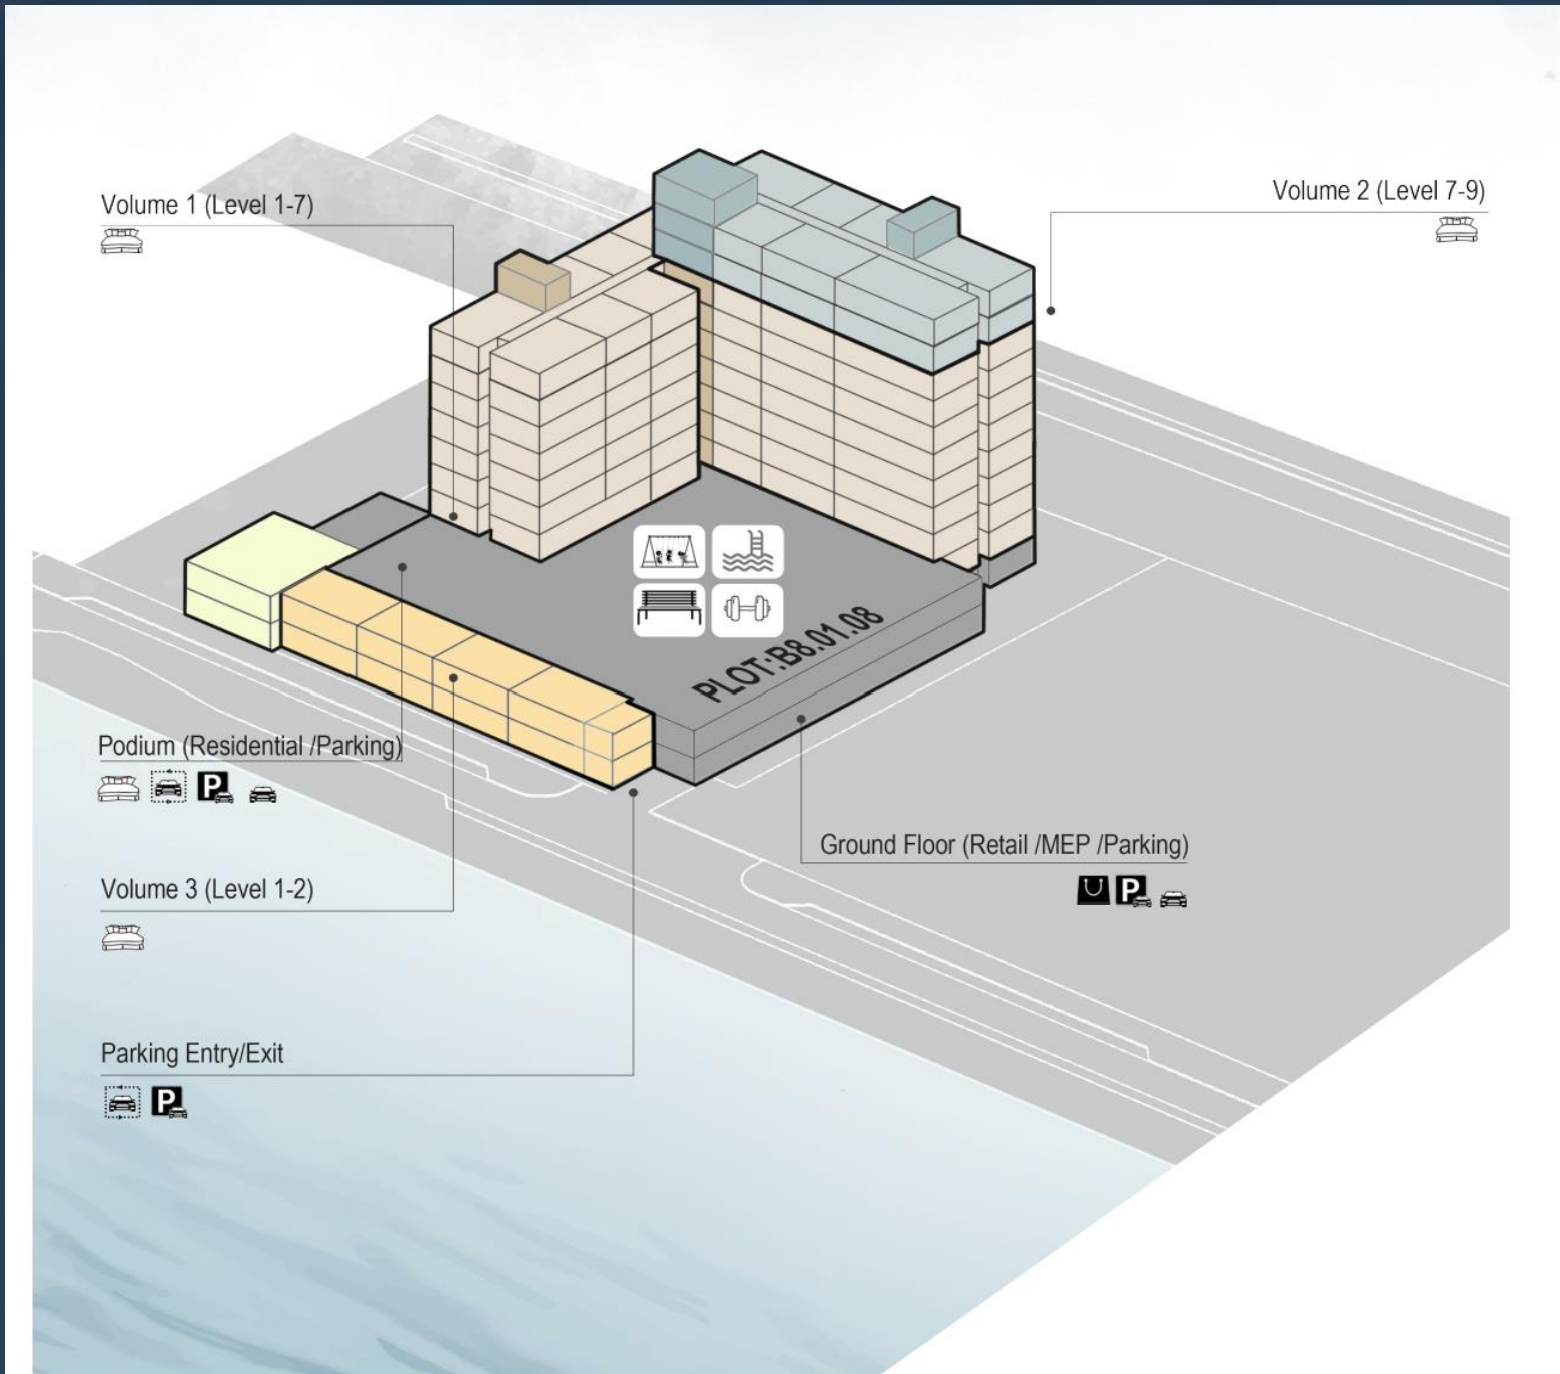 Volume 1 (Level 1-7)
Volume 2 (Level 7-9)
PLOT:B8.01.08
Podium (Residential /Parking)
P
Ground Floor (Retail /MEP /Parking)
P
Volume 3 (Level 1-2)
Parking Entry/Exit
P